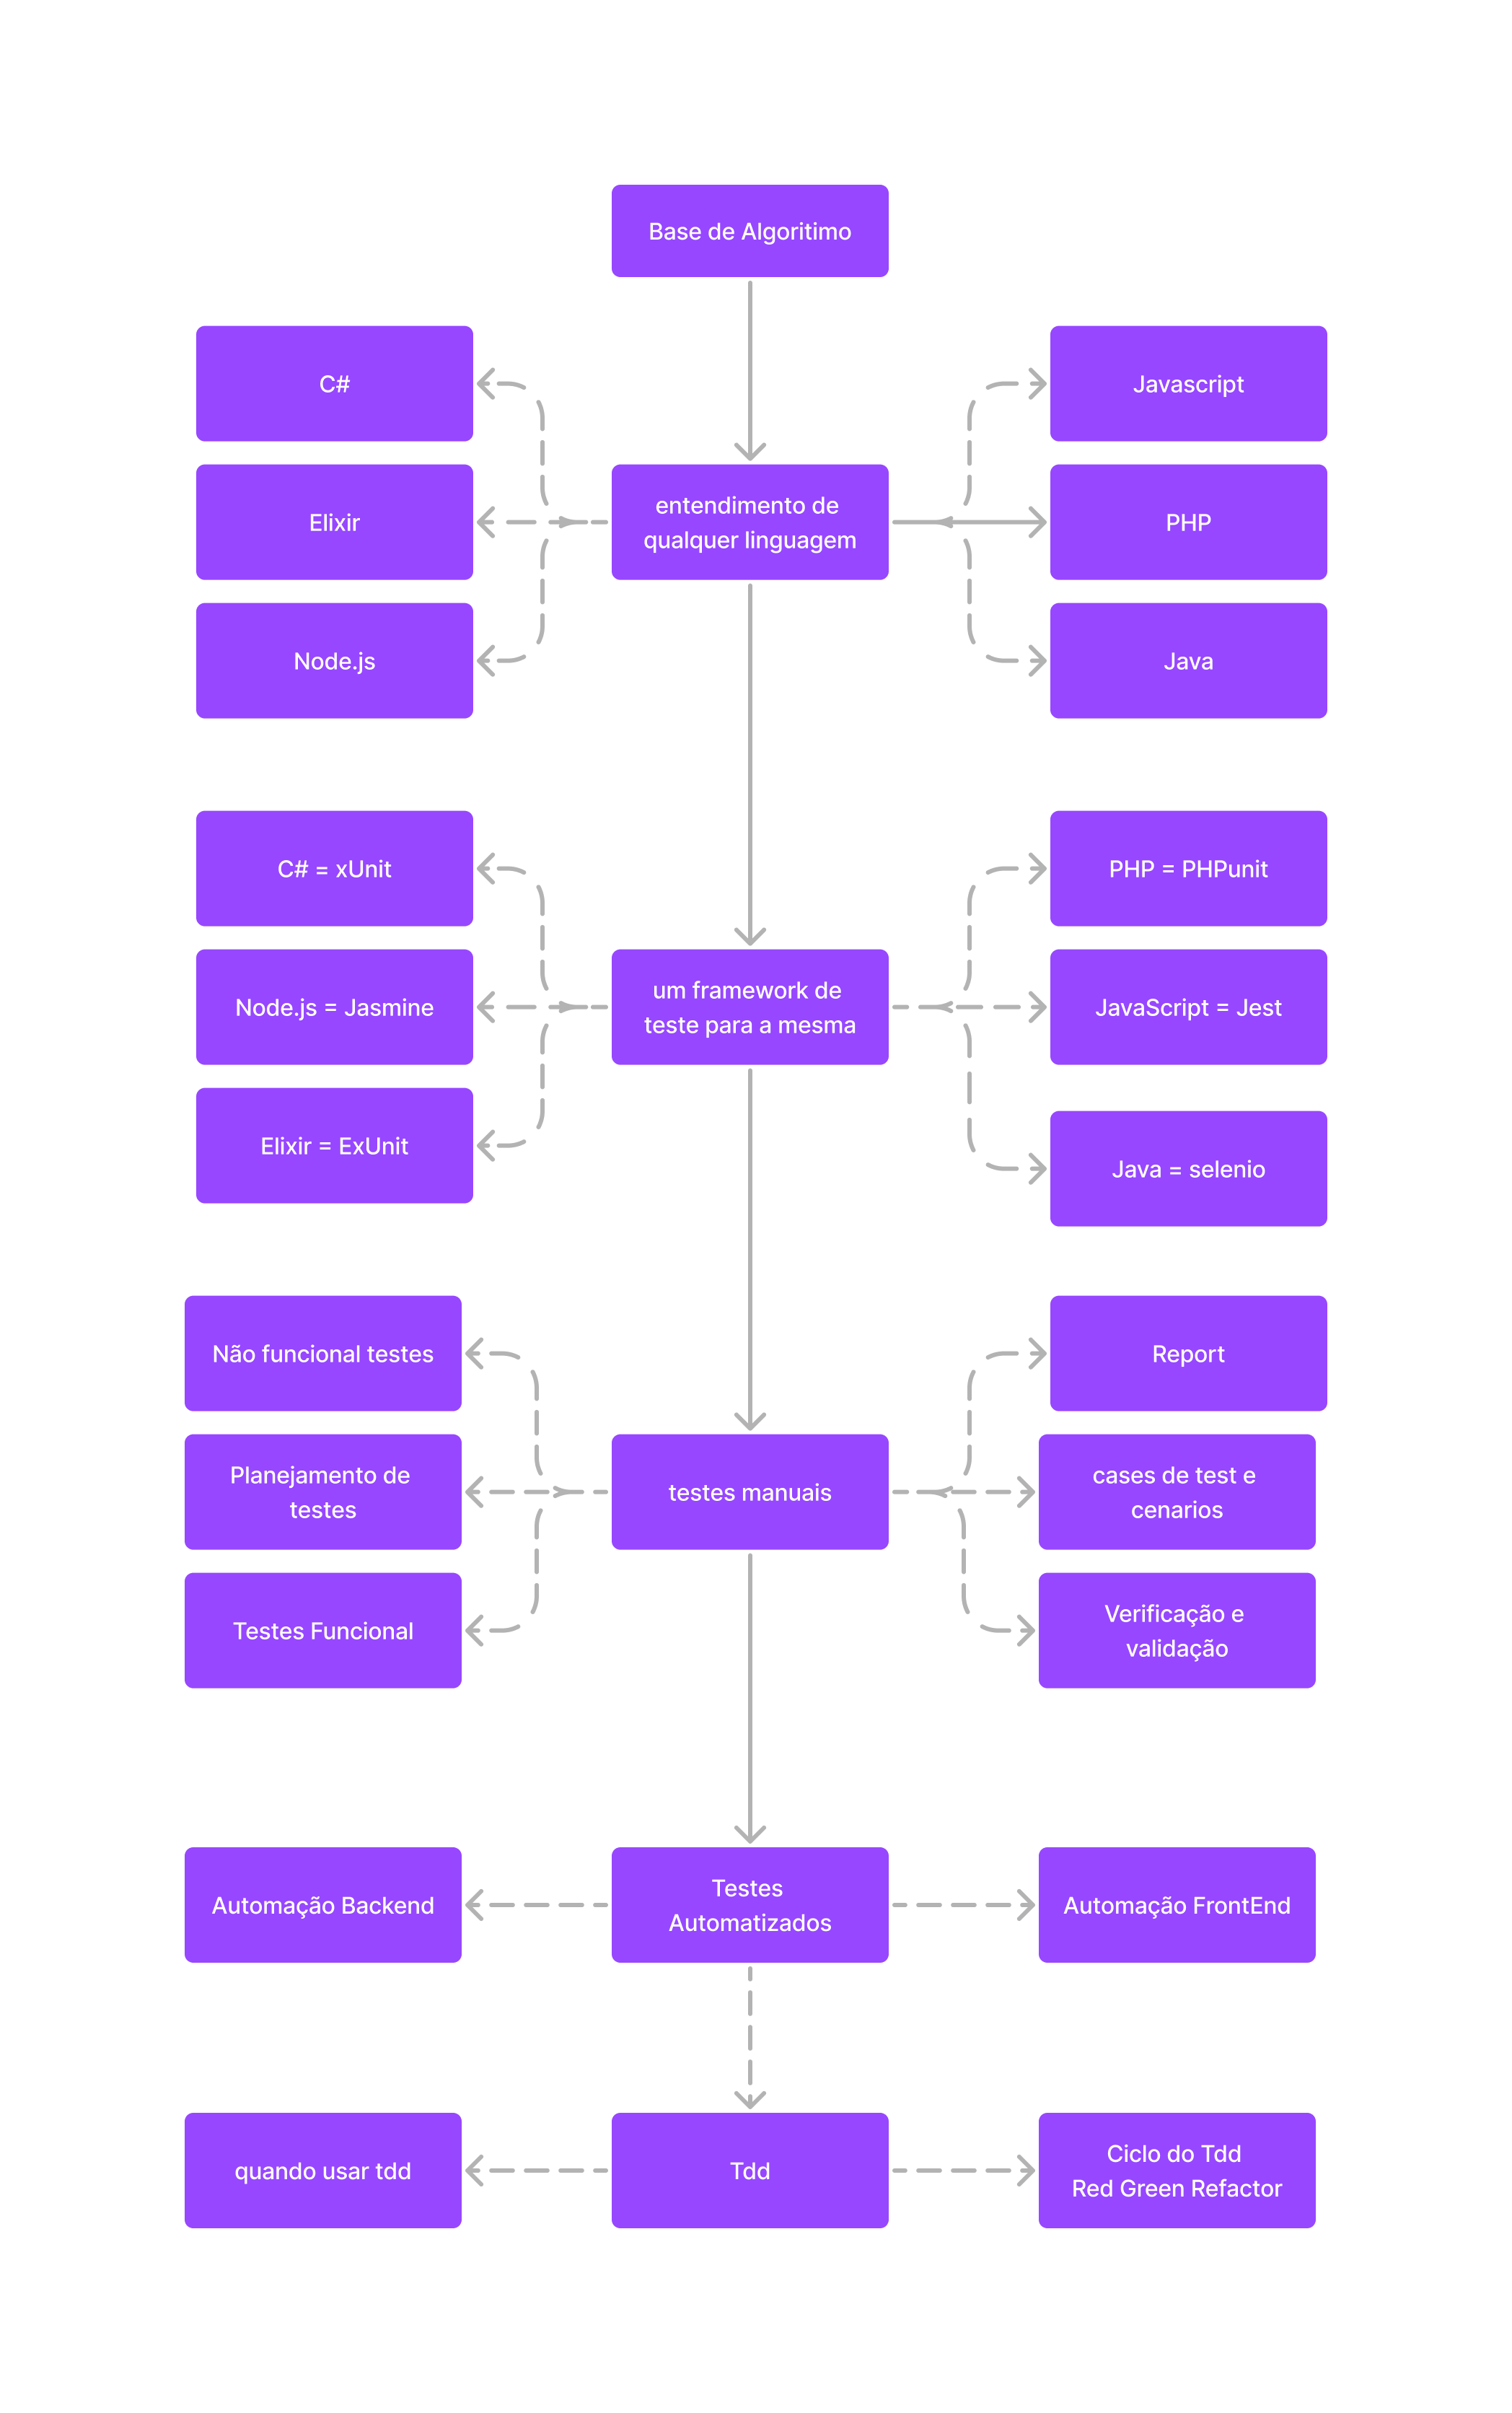 Base de Algoritimo
C#
Javascript
entendimento de
qualquer linguagem
Elixir
PHP
Node.js
Java
C# = xUnit
PHP = PHPunit
um framework de
teste para a mesma
Node.js = Jasmine
JavaScript = Jest
Elixir = ExUnit
Java = selenio
Não funcional testes
Report
Planejamento de
testes
testes manuais
cases de test e
cenarios
Testes Funcional
Verificação e
validação
Automação Backend
Testes
Automatizados
Automação FrontEnd
quando usar tdd
Tdd
Ciclo do Tdd
Red Green Refactor